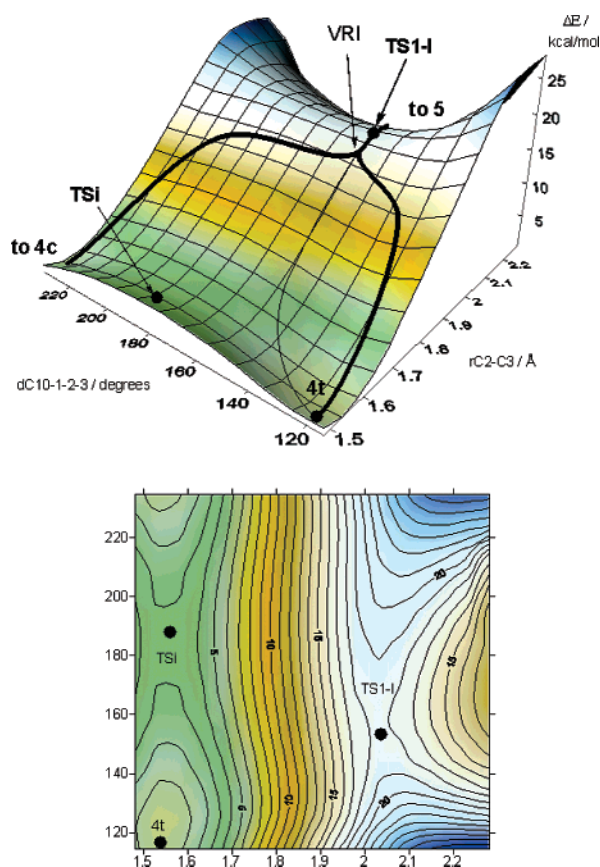 VRI
TS1-I
ΔE /
kcal/mol
to 5
25
20
15
10
5
TSi
to 4c
2.2
2.1
2
1.9
1.8
1.7
1.6
1.5
220
200
180
160
140
120
4t
rC2-C3 / Å
dC10-1-2-3 / degrees
220
200
180
160
140
120
TSi
4t
TS1-I
5
5
10
10
15
15
20
20
15
1.5 1.6 1.7 1.8 1.9 2 2.1 2.2